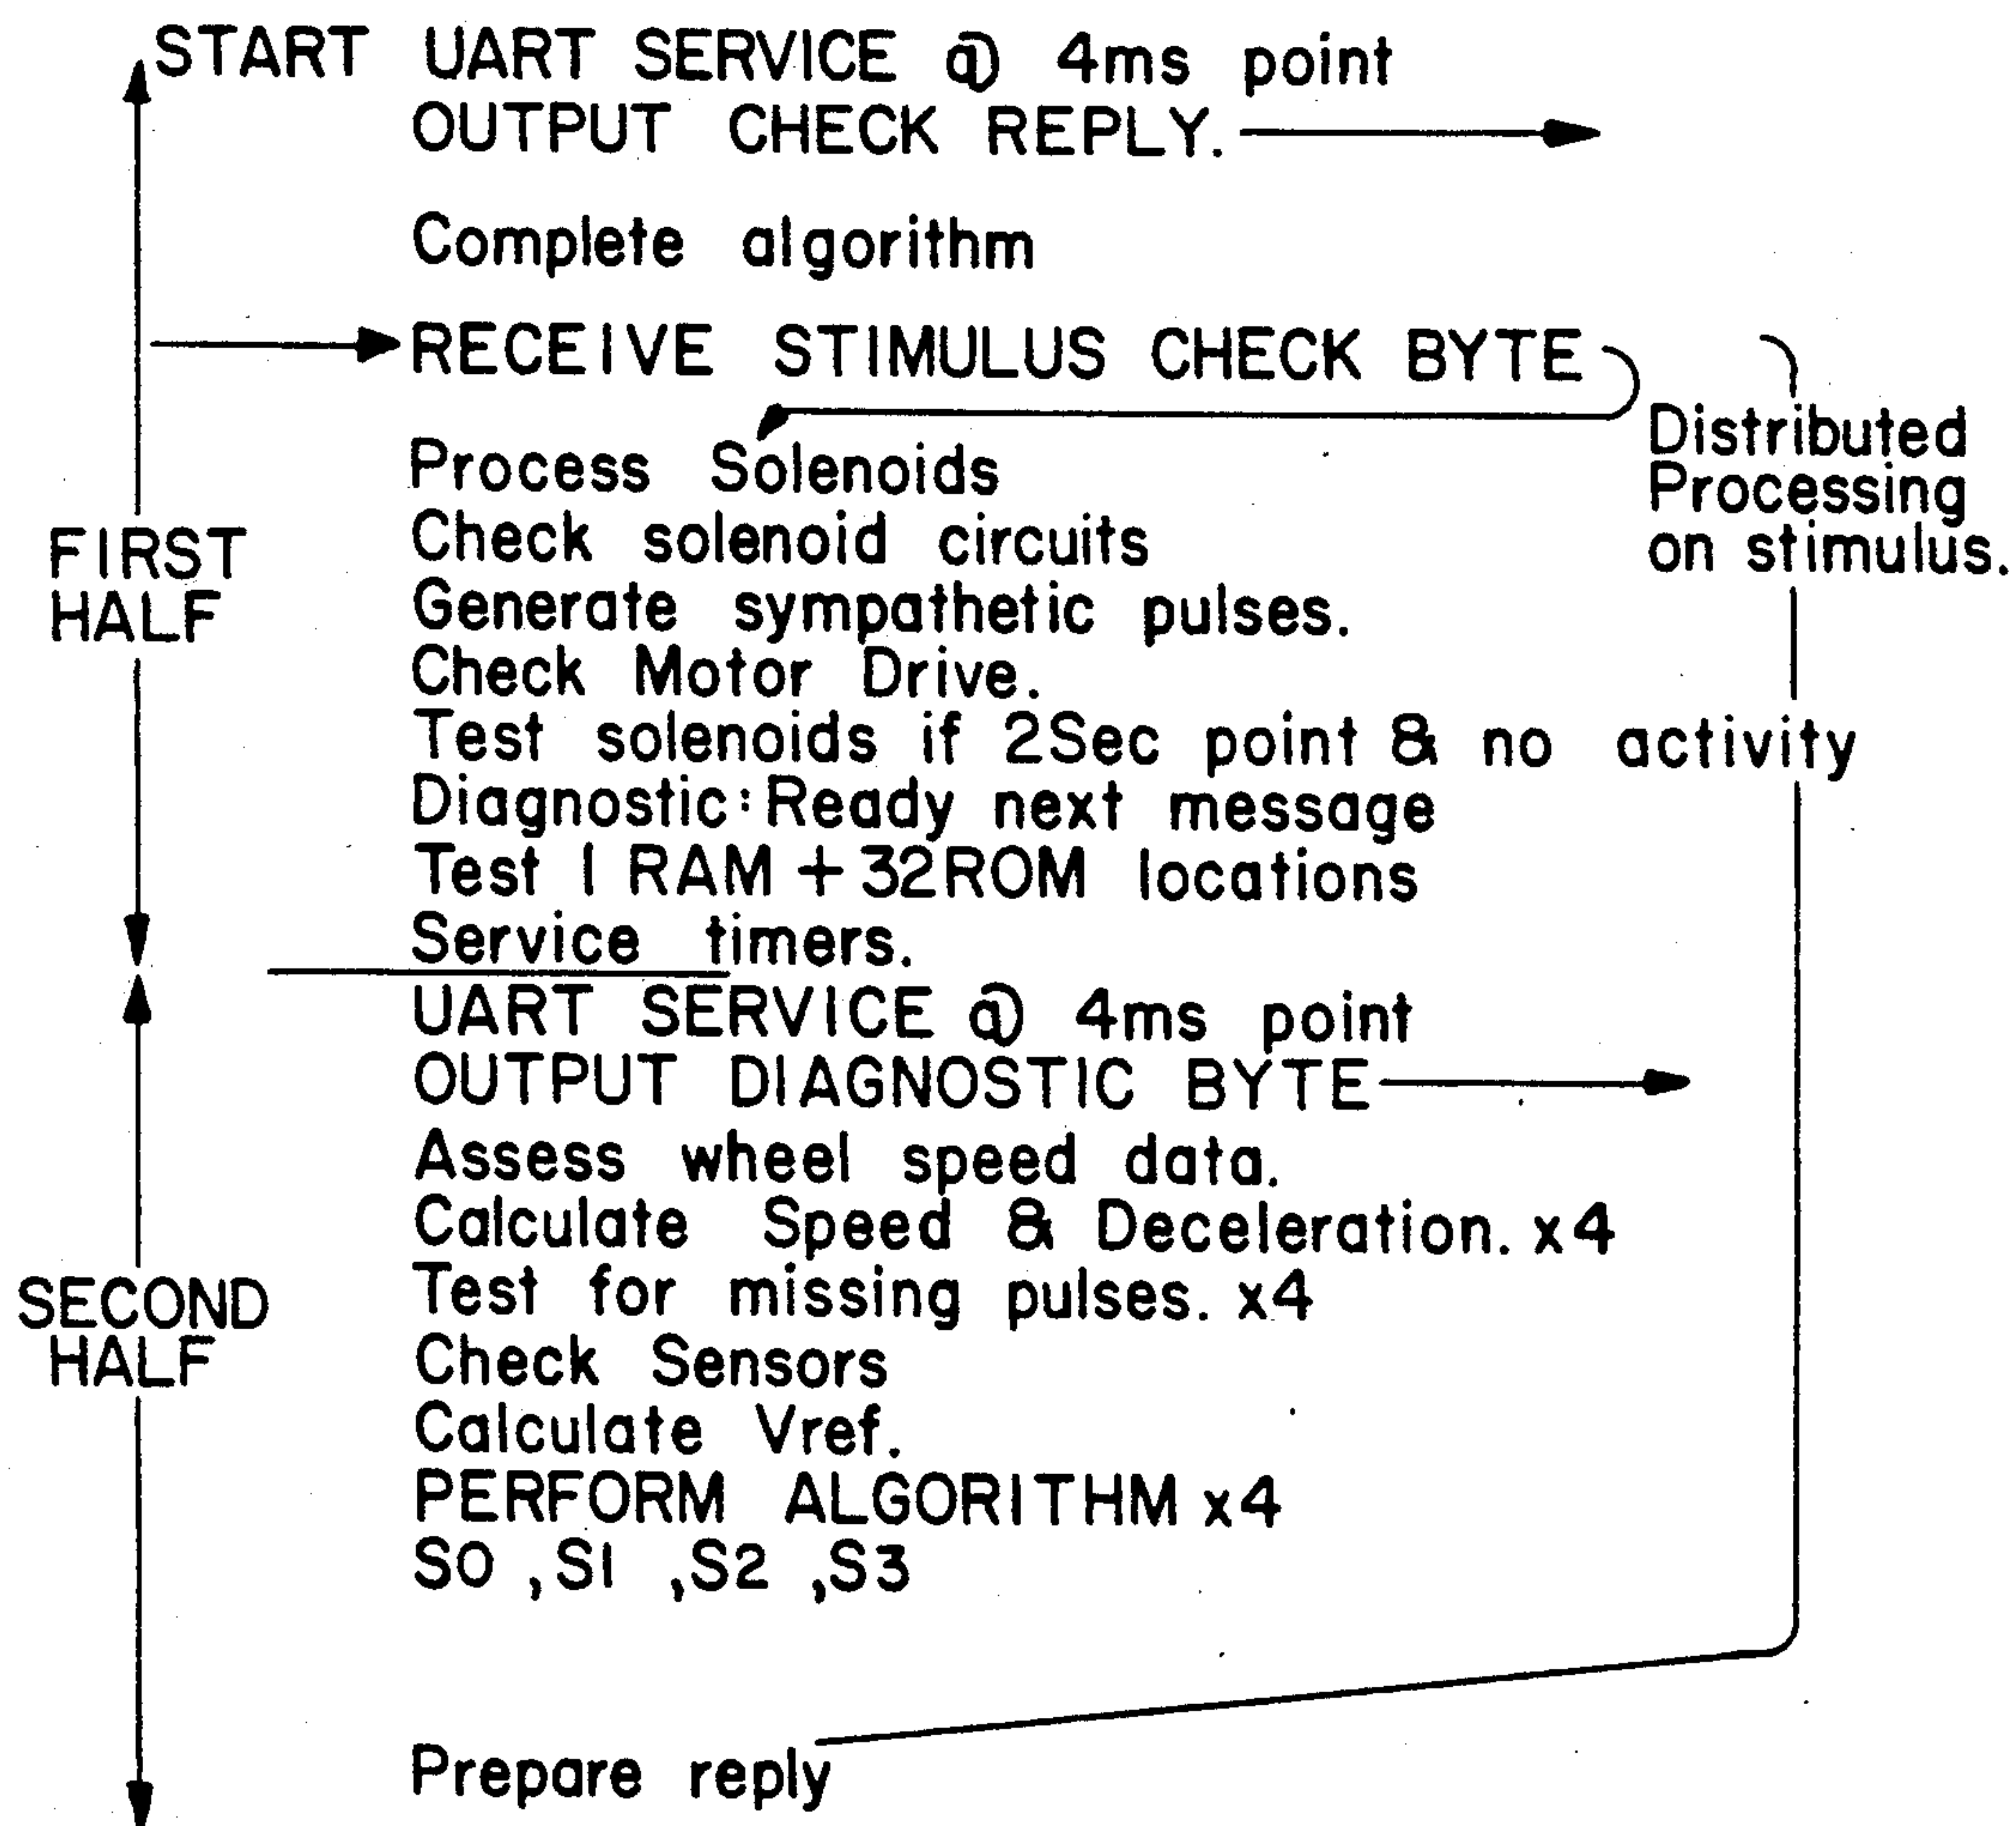 START UART SERVICE @ 4ms point
OUTPUT CHECK REPLY.
Complete algorithm
RECEIVE STIMULUS CHECK BYTE
Distributed
Processing
on stimulus.
Process Solenoids
Check solenoid circuits
FIRST
HALF
Generate sympathetic pulses.
Check Motor Drive.
Test solenoids if 2Sec point & no activity
Diagnostic:Ready next message
Test 1 RAM + 32ROM locations
Service timers.
UART SERVICE @ 4ms point
OUTPUT DIAGNOSTIC BYTE
Assess wheel speed data.
Calculate Speed & Deceleration. x4
SECOND
HALF
Test for missing pulses. x4
Check Sensors
Calculate Vref.
PERFORM ALGORITHM x4
S0 ,S1 ,S2 ,S3
Prepare reply